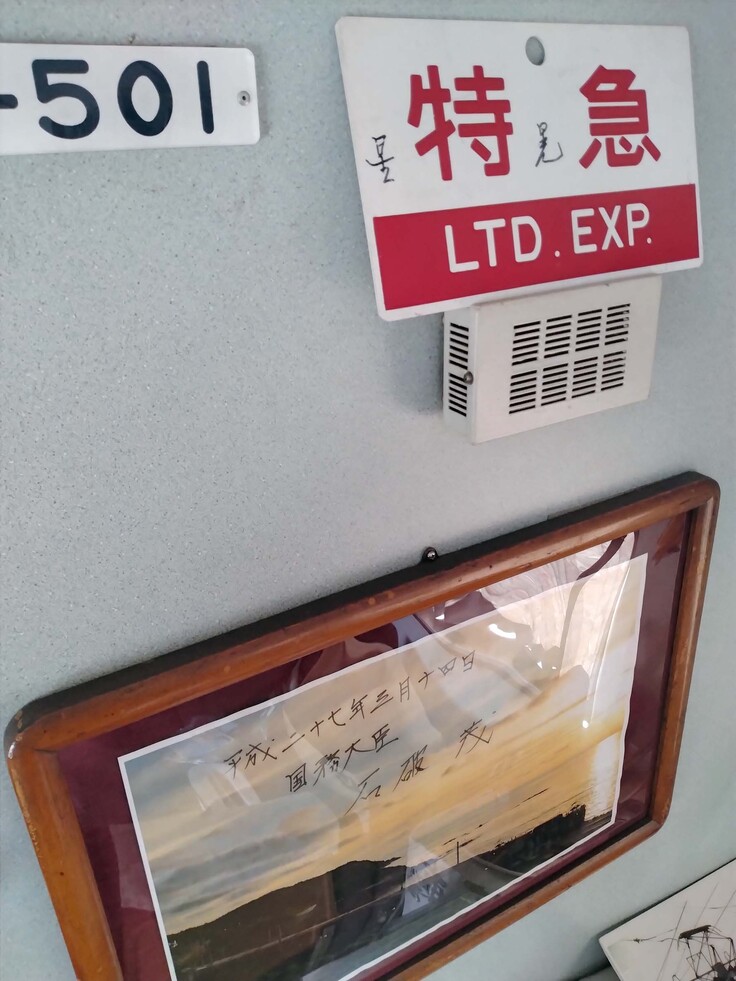 -501
特急
LTD.EXP.
平成二十七年三月十四日
国務大臣
石破 茂